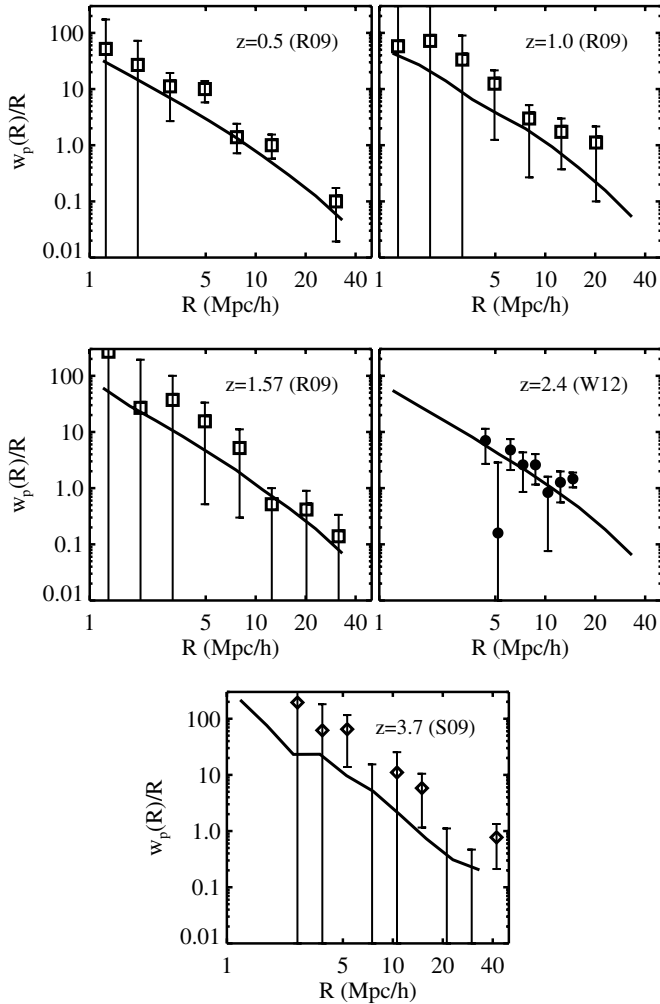 z=0.5 (R09)
z=1.0 (R09)
100
10
1.0
0.1
0.01
w_p(R)/R
1 5 10 20 40
1 5 10 20 40
R (Mpc/h)
R (Mpc/h)
z=1.57 (R09)
z=2.4 (W12)
100
10
1.0
0.1
0.01
w_p(R)/R
1 5 10 20 40
1 5 10 20 40
R (Mpc/h)
R (Mpc/h)
z=3.7 (S09)
100
10
1.0
0.1
0.01
w_p(R)/R
1 5 10 20 40
R (Mpc/h)